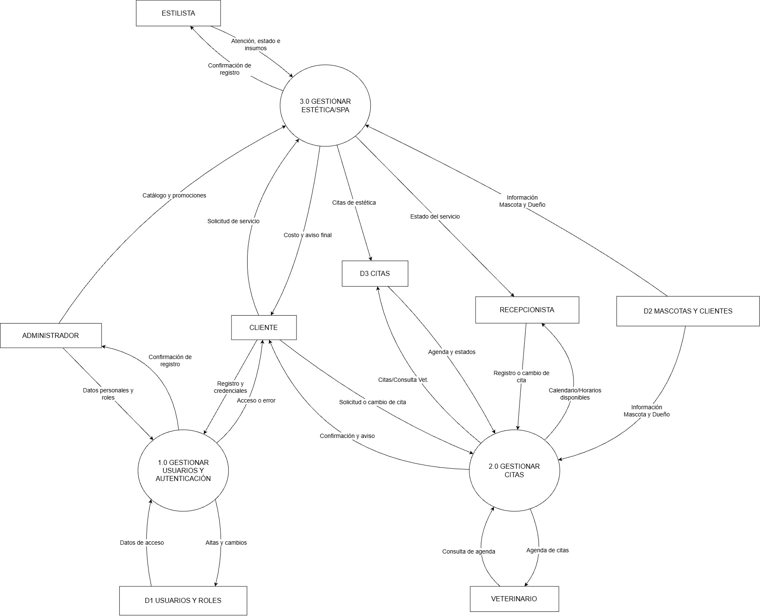 ESTILISTA
Atención, estado e
insumos
Confirmación de
registro
3.0 GESTIONAR
ESTÉTICA/SPA
Catálogo y promociones
Solicitud de servicio
Citas de estética
Información
Mascota y Dueño
Estado del servicio
Costo y aviso final
D3 CITAS
RECEPCIONISTA
D2 MASCOTAS Y CLIENTES
ADMINISTRADOR
CLIENTE
Confirmación de
registro
Agenda y estados
Registro o cambio de
cita
Citas/Consulta Vet.
Datos personales y
roles
Registro y
credenciales
Acceso o error
Calendario/Horarios
disponibles
Solicitud o cambio de cita
Información
Mascota y Dueño
Confirmación y aviso
1.0 GESTIONAR
USUARIOS Y
AUTENTICACIÓN
2.0 GESTIONAR
CITAS
Datos de acceso
Altas y cambios
Consulta de agenda
Agenda de citas
D1 USUARIOS Y ROLES
VETERINARIO